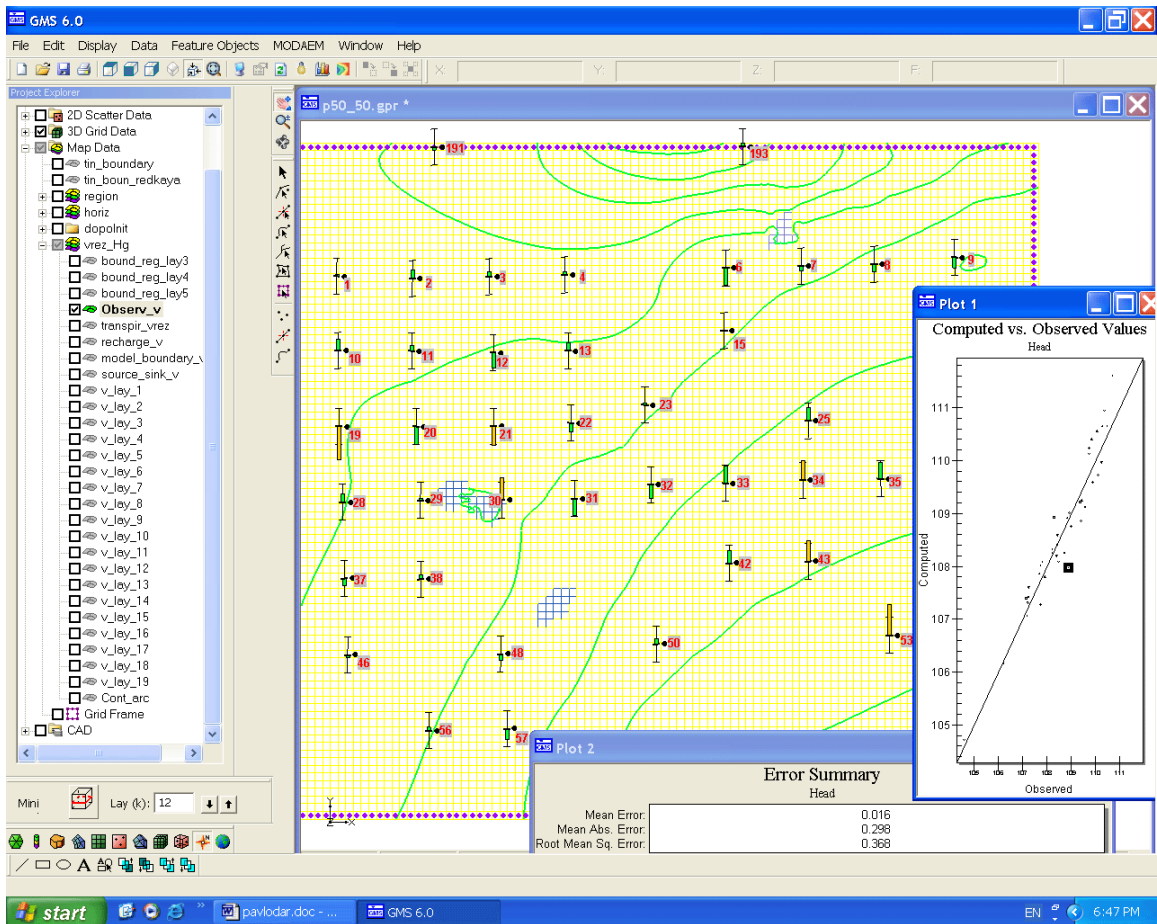 GMS 6.0
File Edit Display Data Feature Objects MODAEM Window Help
X: Y: Z: F:
Project Explorer
2D Scatter Data
3D Grid Data
Map Data
tin_boundary
tin_boun_redkaya
region
horiz
dopolnit
vrez_Hg
bound_reg_lay3
bound_reg_lay4
bound_reg_lay5
Observ_v
transpir_vrez
recharge_v
model_boundary_v
source_sink_v
v_lay_1
v_lay_2
v_lay_3
v_lay_4
v_lay_5
v_lay_6
v_lay_7
v_lay_8
v_lay_9
v_lay_10
v_lay_11
v_lay_12
v_lay_13
v_lay_14
v_lay_15
v_lay_16
v_lay_17
v_lay_18
v_lay_19
Cont_arc
Grid Frame
CAD
Mini Lay (k): 12
p50_50.gpr *
191 193
1 2 3 4 6 7 8 9
10 11 12 13 15
19 20 21 22 23 25
28 29 30 31 32 33 34 35
37 38 42 43
46 48 50 53
56 57
Plot 1
Computed vs. Observed Values
Head
111
110
109
108
107
106
105
Computed
105 106 107 108 109 110 111
Observed
Plot 2
Error Summary
Head
Mean Error: 0.016
Mean Abs. Error: 0.298
Root Mean Sq. Error: 0.368
Y
X
A
start
pavlodar.doc - ...
GMS 6.0
EN
6:47 PM